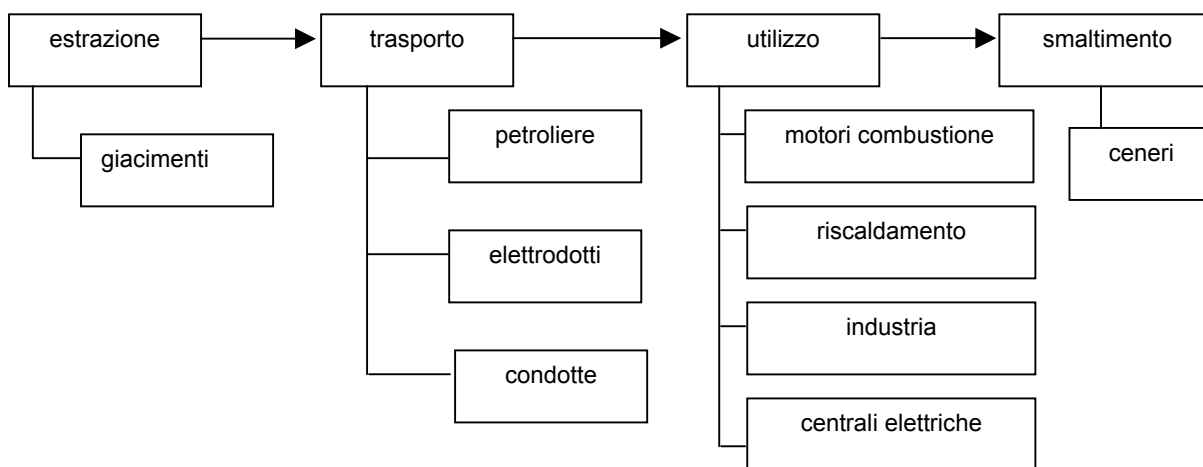 estrazione
trasporto
utilizzo
smaltimento
giacimenti
petroliere
elettrodotti
condotte
motori combustione
riscaldamento
industria
centrali elettriche
ceneri